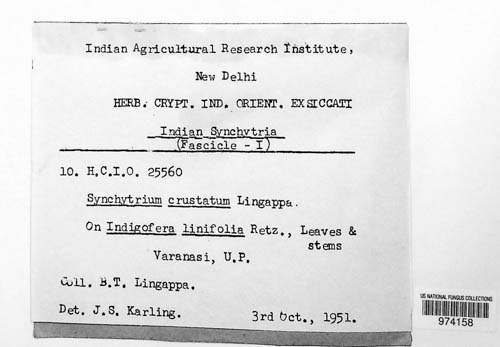 Indian Agricultural Research Institute,
New Delhi
HERB. CRYPT. IND. ORIENT. EXSICCATI
Indian Synchytria
(Fascicle - I)
10. H.C.I.O. 25560
Synchytrium crustatum Lingappa.
On Indigofera linifolia Retz., Leaves &
stems
Varanasi, U.P.
Coll. B.T. Lingappa.
Det. J.S. Karling. 3rd Oct., 1951.
US NATIONAL FUNGUS COLLECTIONS
974158